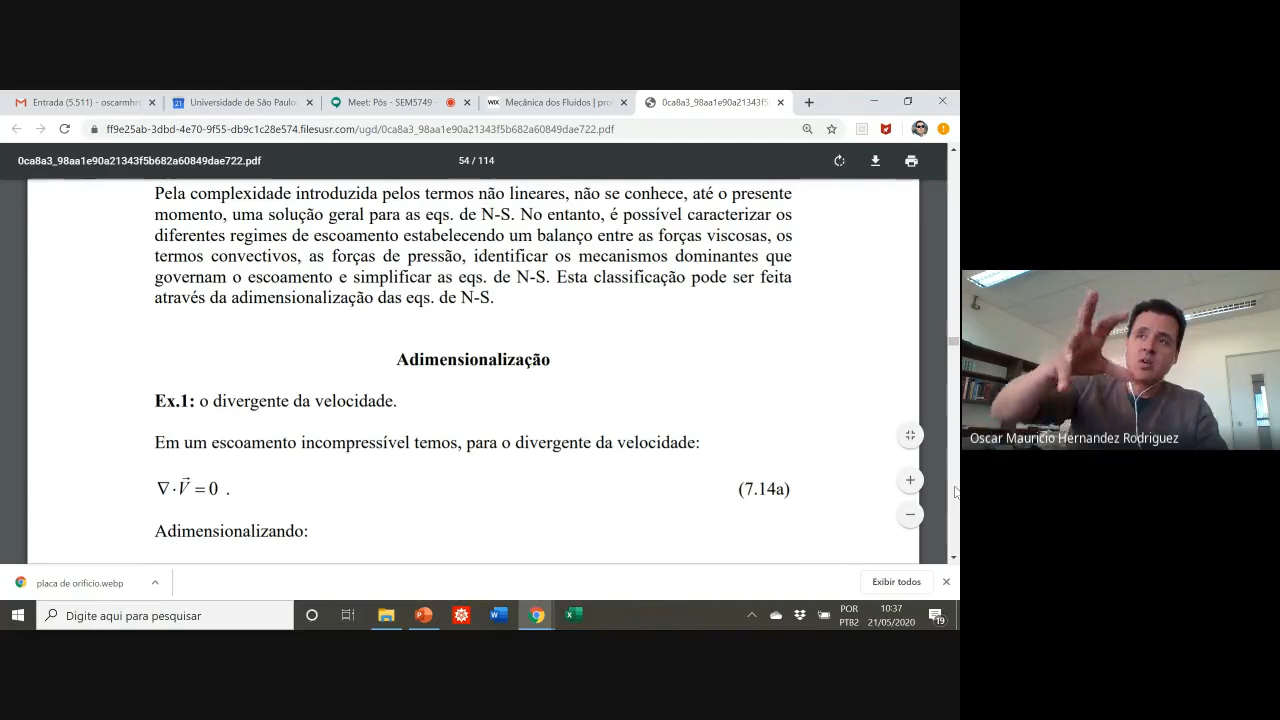 Entrada (5.511) - oscarmhr
Universidade de São Paulo
Meet: Pós - SEM5749 -
WIX
Mecânica dos Fluídos | prof
0ca8a3_98aa1e90a21343f5
ff9e25ab-3dbd-4e70-9f55-db9c1c28e574.filesusr.com/ugd/0ca8a3_98aa1e90a21343f5b682a60849dae722.pdf
0ca8a3_98aa1e90a21343f5b682a60849dae722.pdf
54 / 114
Pela complexidade introduzida pelos termos não lineares, não se conhece, até o presente
momento, uma solução geral para as eqs. de N-S. No entanto, é possível caracterizar os
diferentes regimes de escoamento estabelecendo um balanço entre as forças viscosas, os
termos convectivos, as forças de pressão, identificar os mecanismos dominantes que
governam o escoamento e simplificar as eqs. de N-S. Esta classificação pode ser feita
através da adimensionalização das eqs. de N-S.
Adimensionalização
Ex.1: o divergente da velocidade.
Em um escoamento incompressível temos, para o divergente da velocidade:
∇·V⃗ = 0 . (7.14a)
Adimensionalizando:
Oscar Mauricio Hernandez Rodriguez
placa de orificio.webp
Exibir todos
Digite aqui para pesquisar
POR
PTB2
10:37
21/05/2020
19